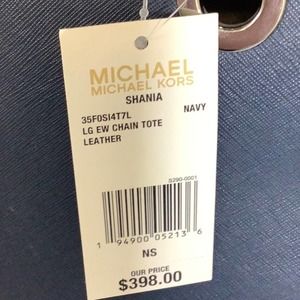 MICHAEL
MICHAEL KORS
SHANIA
35F0SI4T7L NAVY
LG EW CHAIN TOTE
LEATHER
S290-0001
1 94900 05213 6
NS
OUR PRICE
$398.00